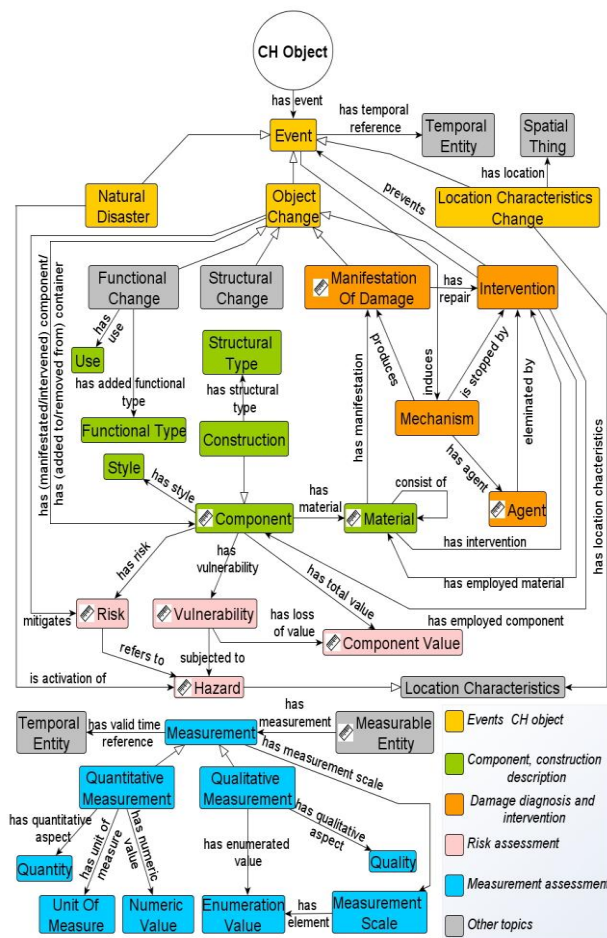 CH Object
has event
has temporal
reference
Event
Temporal
Entity
Spatial
Thing
has location
prevents
Natural
Disaster
Object
Change
Location Characteristics
Change
Functional
Change
Structural
Change
Manifestation
Of Damage
has
repair
Intervention
has (manifestated/intervened) component/
has (added to/removed from) container
has
use
Use
Structural
Type
has added functional
type
has structural
type
produces
induces
is stopped by
eleminated by
has location chacteristics
Functional Type
Construction
has manifestation
Mechanism
Style
has style
has agent
consist of
Component
has
material
Material
Agent
has intervention
has risk
has
vulnerability
has total value
has employed material
mitigates
Risk
Vulnerability
has loss
of value
has employed component
Component Value
refers to
subjected to
is activation of
Hazard
Location Characteristics
Temporal
Entity
has valid time
reference
Measurement
has
measurement
Measurable
Entity
has measurement scale
Quantitative
Measurement
Qualitative
Measurement
has quantitative
aspect
has unit of
measure
has numeric
value
has enumerated
value
has qualitative
aspect
Quantity
Quality
Unit Of
Measure
Numeric
Value
Enumeration
Value
has
element
Measurement
Scale
Events CH object
Component, construction
description
Damage diagnosis and
intervention
Risk assessment
Measurement assessment
Other topics